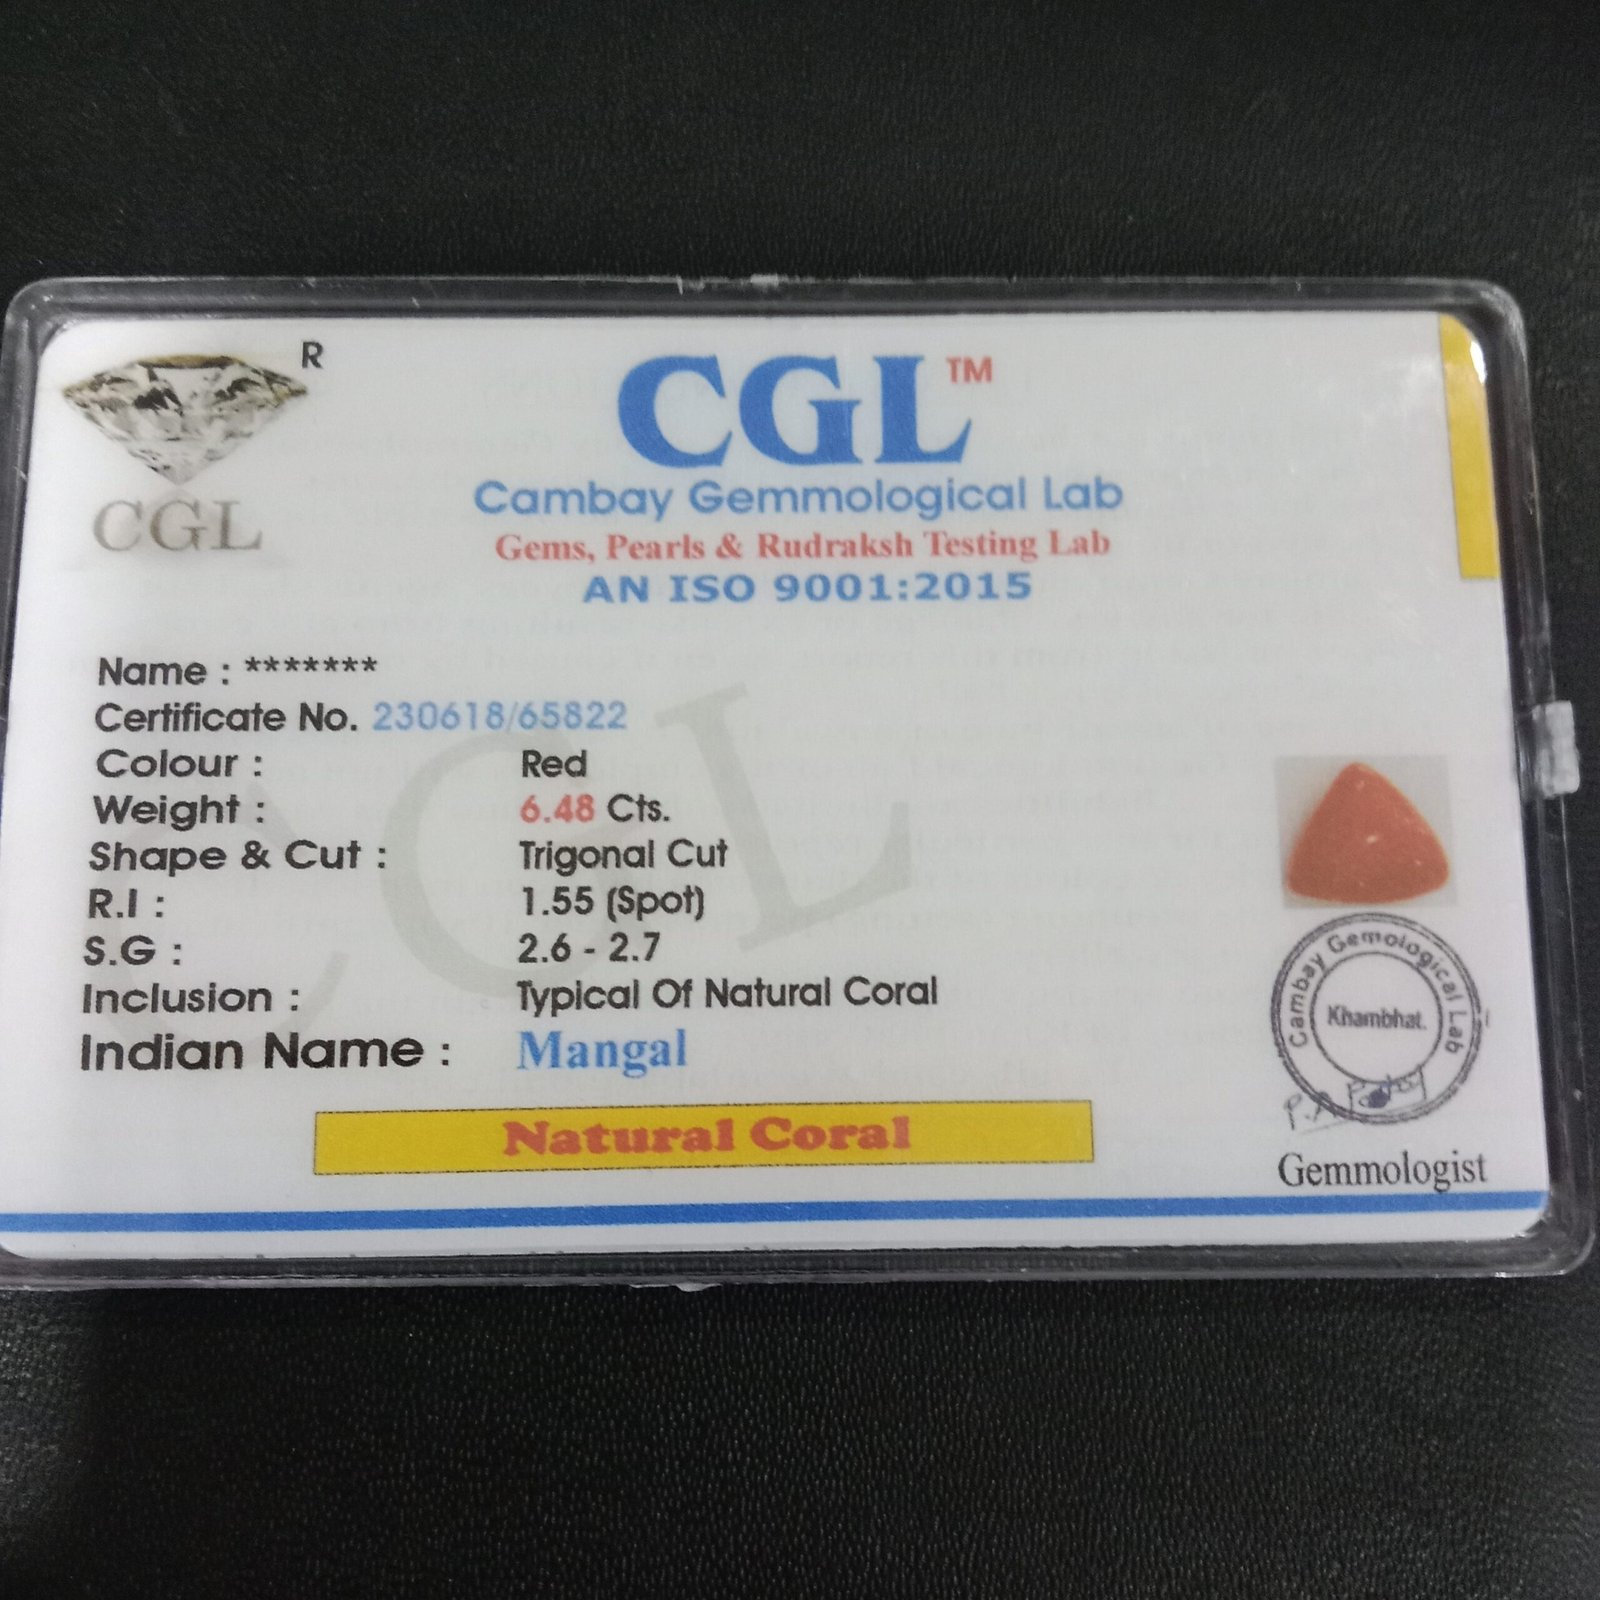 R
CGL
CGL™
Cambay Gemmological Lab
Gems, Pearls & Rudraksh Testing Lab
AN ISO 9001:2015
Name : *******
Certificate No. 230618/65822
Colour : Red
Weight : 6.48 Cts.
Shape & Cut : Trigonal Cut
R.I : 1.55 (Spot)
S.G : 2.6 - 2.7
Inclusion : Typical Of Natural Coral
Indian Name : Mangal
Natural Coral
CGL
Cambay Gemological Lab
Khambhat.
Gemmologist